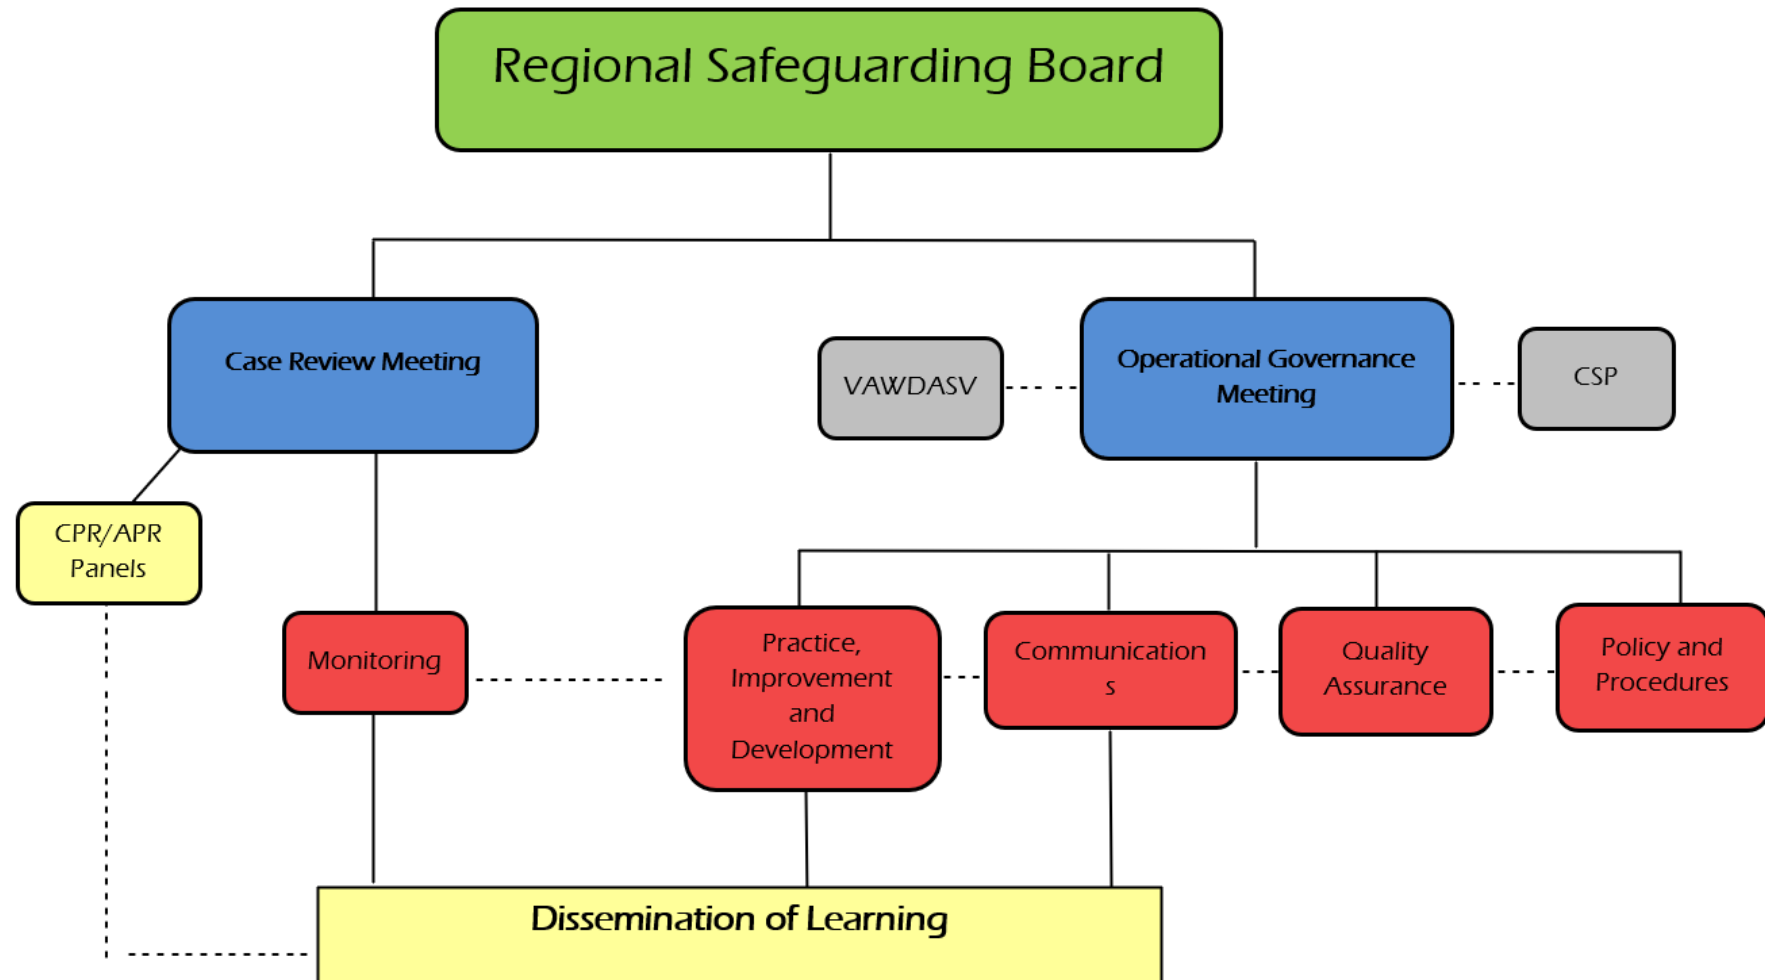 Regional Safeguarding Board
Case Review Meeting
VAWDASV
Operational Governance
Meeting
CSP
CPR/APR
Panels
Monitoring
Practice,
Improvement
and
Development
Communication
s
Quality
Assurance
Policy and
Procedures
Dissemination of Learning